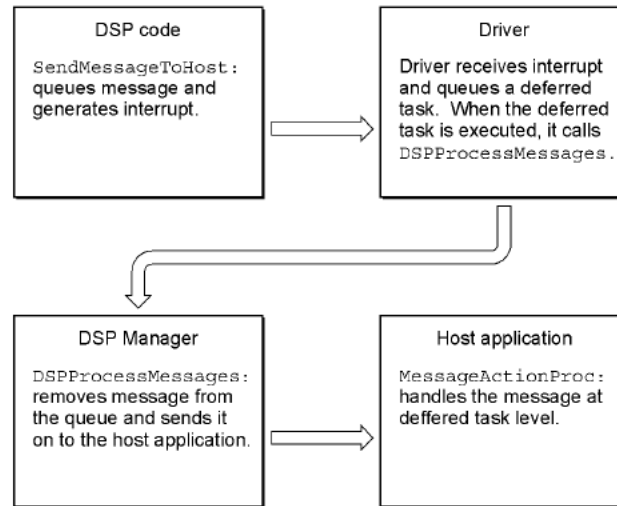 DSP code
SendMessageToHost:
queues message and
generates interrupt.
Driver
Driver receives interrupt
and queues a deferred
task. When the deferred
task is executed, it calls
DSPProcessMessages.
DSP Manager
DSPProcessMessages:
removes message from
the queue and sends it
on to the host application.
Host application
MessageActionProc:
handles the message at
deffered task level.